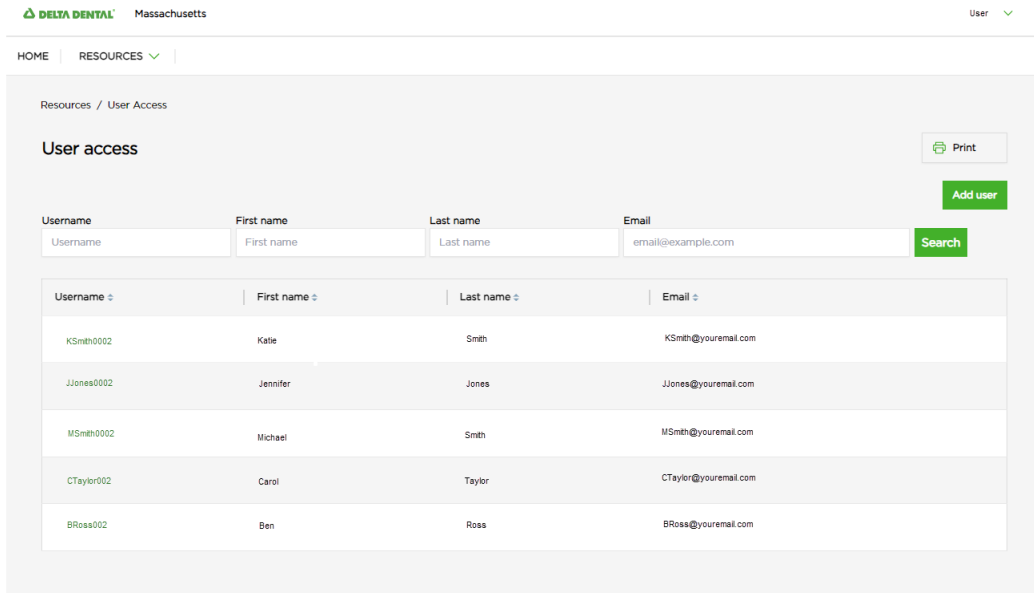 DELTA DENTAL® Massachusetts User
HOME RESOURCES
Resources / User Access
User access Print
Add user
Username First name Last name Email
Username First name Last name email@example.com Search
Username First name Last name Email
KSmith0002 Katie Smith KSmith@youremail.com
JJones0002 Jennifer Jones JJones@youremail.com
MSmith0002 Michael Smith MSmith@youremail.com
CTaylor002 Carol Taylor CTaylor@youremail.com
BRoss002 Ben Ross BRoss@youremail.com